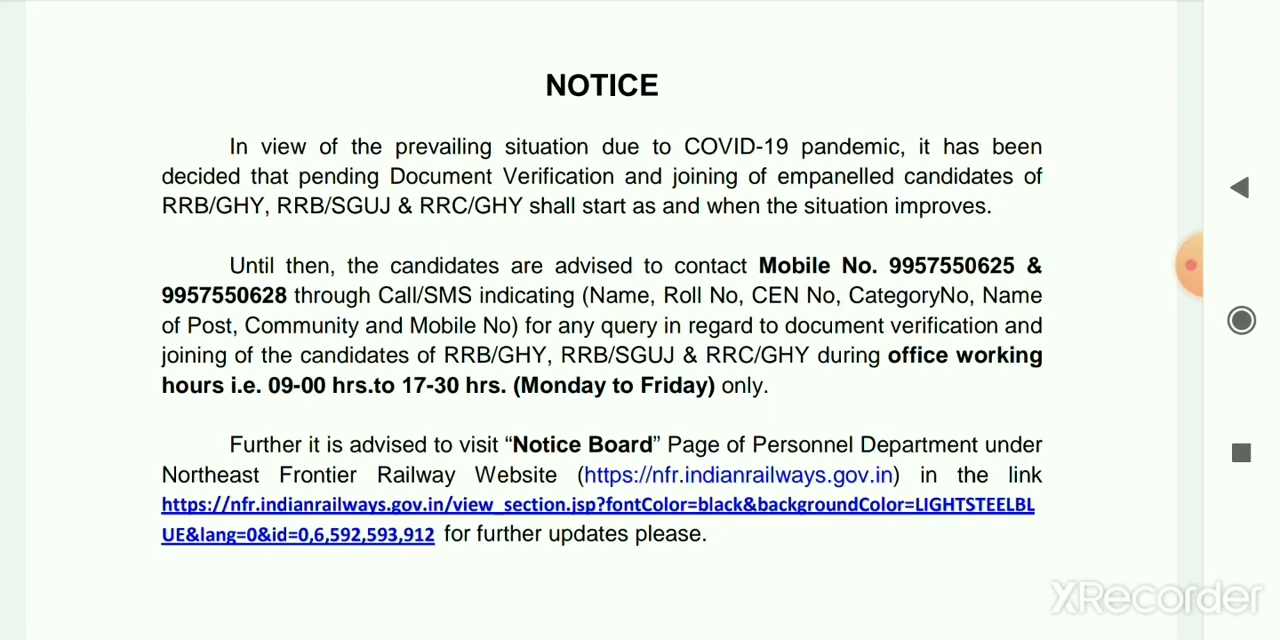 NOTICE
In view of the prevailing situation due to COVID-19 pandemic, it has been
decided that pending Document Verification and joining of empanelled candidates of
RRB/GHY, RRB/SGUJ & RRC/GHY shall start as and when the situation improves.
Until then, the candidates are advised to contact Mobile No. 9957550625 &
9957550628 through Call/SMS indicating (Name, Roll No, CEN No, CategoryNo, Name
of Post, Community and Mobile No) for any query in regard to document verification and
joining of the candidates of RRB/GHY, RRB/SGUJ & RRC/GHY during office working
hours i.e. 09-00 hrs.to 17-30 hrs. (Monday to Friday) only.
Further it is advised to visit “Notice Board” Page of Personnel Department under
Northeast Frontier Railway Website (https://nfr.indianrailways.gov.in) in the link
https://nfr.indianrailways.gov.in/view_section.jsp?fontColor=black&backgroundColor=LIGHTSTEELBL
UE&lang=0&id=0,6,592,593,912 for further updates please.
XRecorder